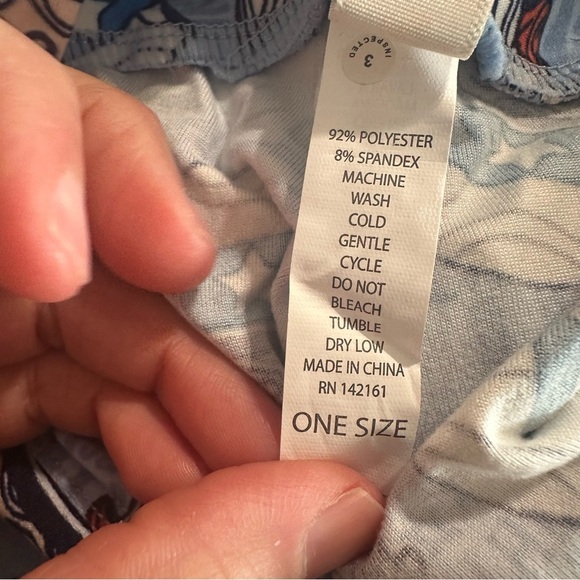 INSPECTED
3
92% POLYESTER
8% SPANDEX
MACHINE
WASH
COLD
GENTLE
CYCLE
DO NOT
BLEACH
TUMBLE
DRY LOW
MADE IN CHINA
RN 142161
ONE SIZE